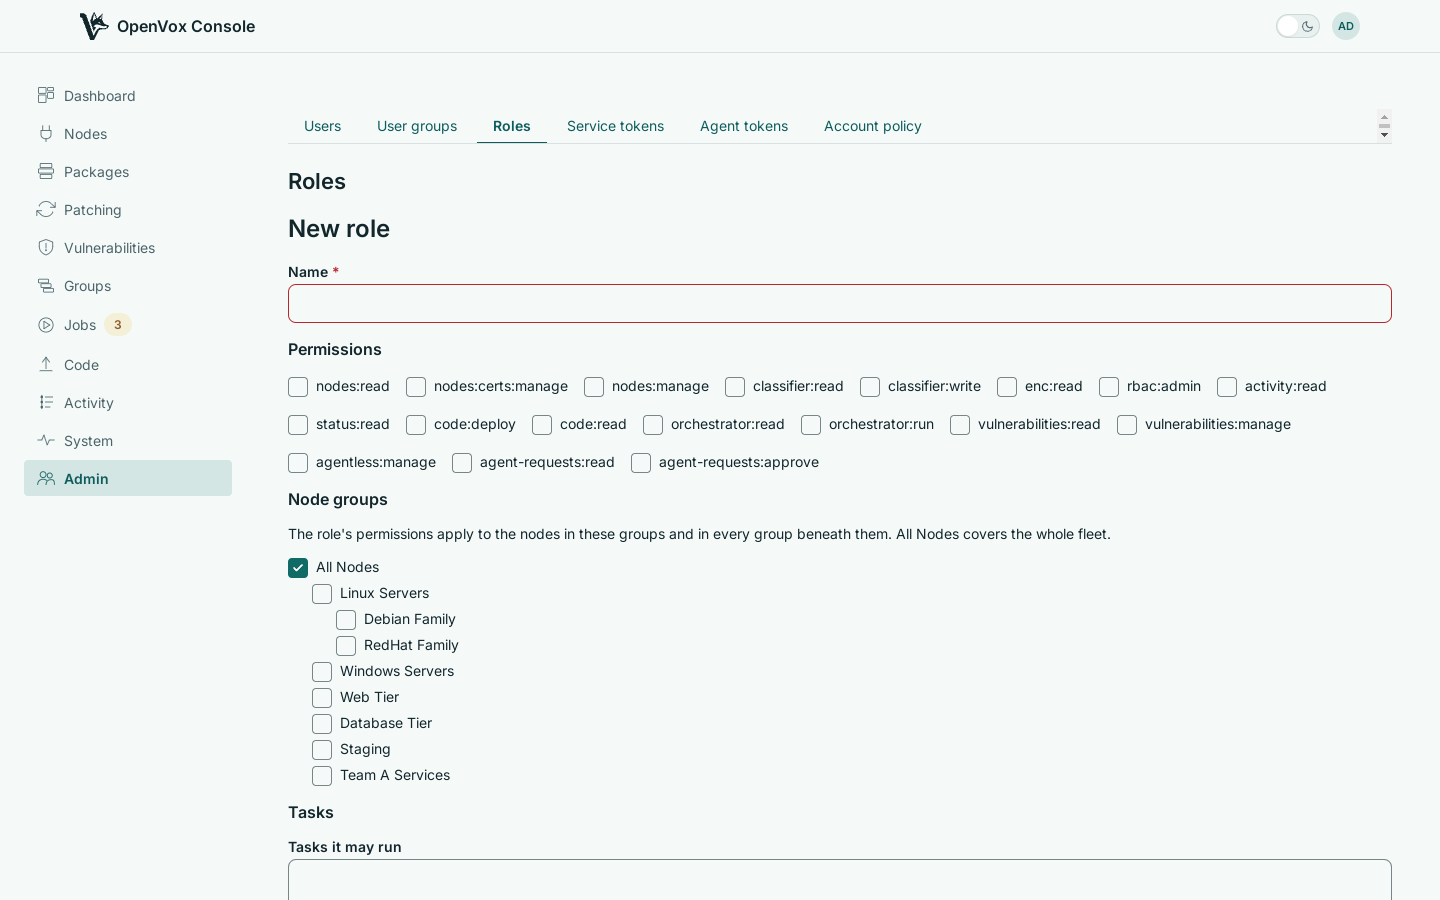 OpenVox Console
AD
Dashboard
Nodes
Packages
Patching
Vulnerabilities
Groups
Jobs 3
Code
Activity
System
Admin
Users User groups Roles Service tokens Agent tokens Account policy
Roles
New role
Name *
Permissions
nodes:read nodes:certs:manage nodes:manage classifier:read classifier:write enc:read rbac:admin activity:read
status:read code:deploy code:read orchestrator:read orchestrator:run vulnerabilities:read vulnerabilities:manage
agentless:manage agent-requests:read agent-requests:approve
Node groups
The role's permissions apply to the nodes in these groups and in every group beneath them. All Nodes covers the whole fleet.
All Nodes
Linux Servers
Debian Family
RedHat Family
Windows Servers
Web Tier
Database Tier
Staging
Team A Services
Tasks
Tasks it may run